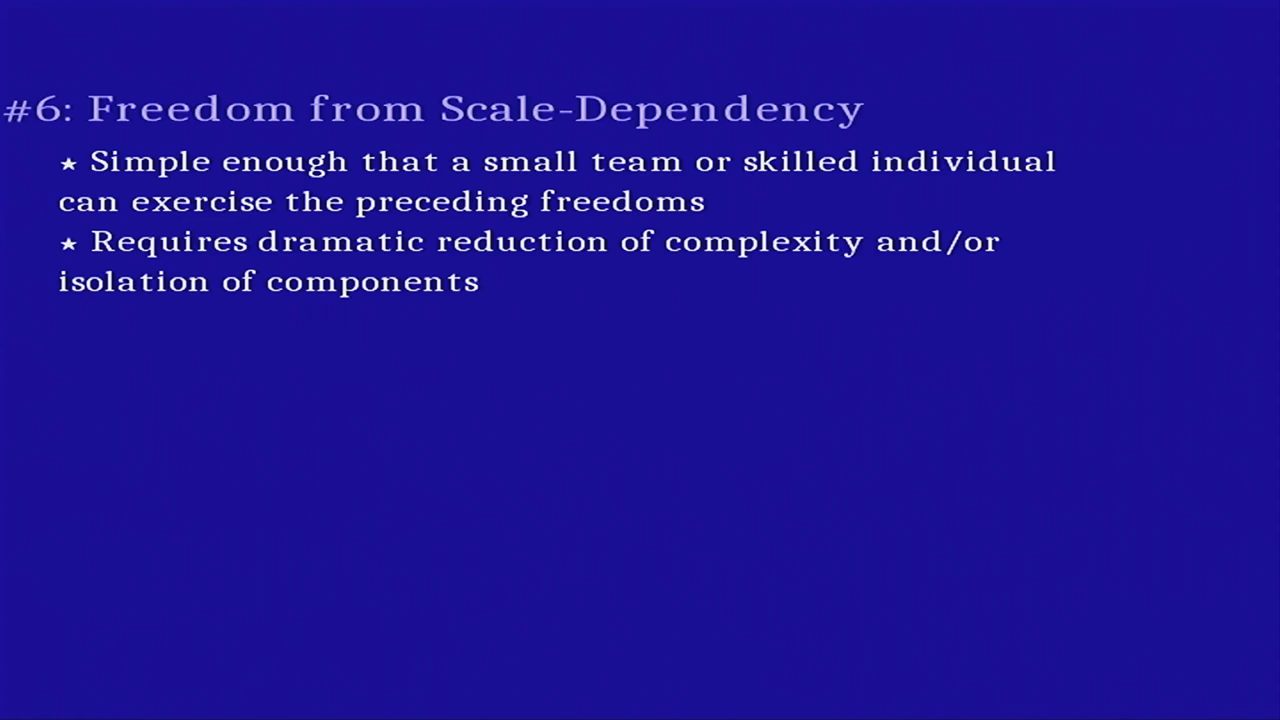 #6: Freedom from Scale-Dependency
★ Simple enough that a small team or skilled individual
can exercise the preceding freedoms
★ Requires dramatic reduction of complexity and/or
isolation of components